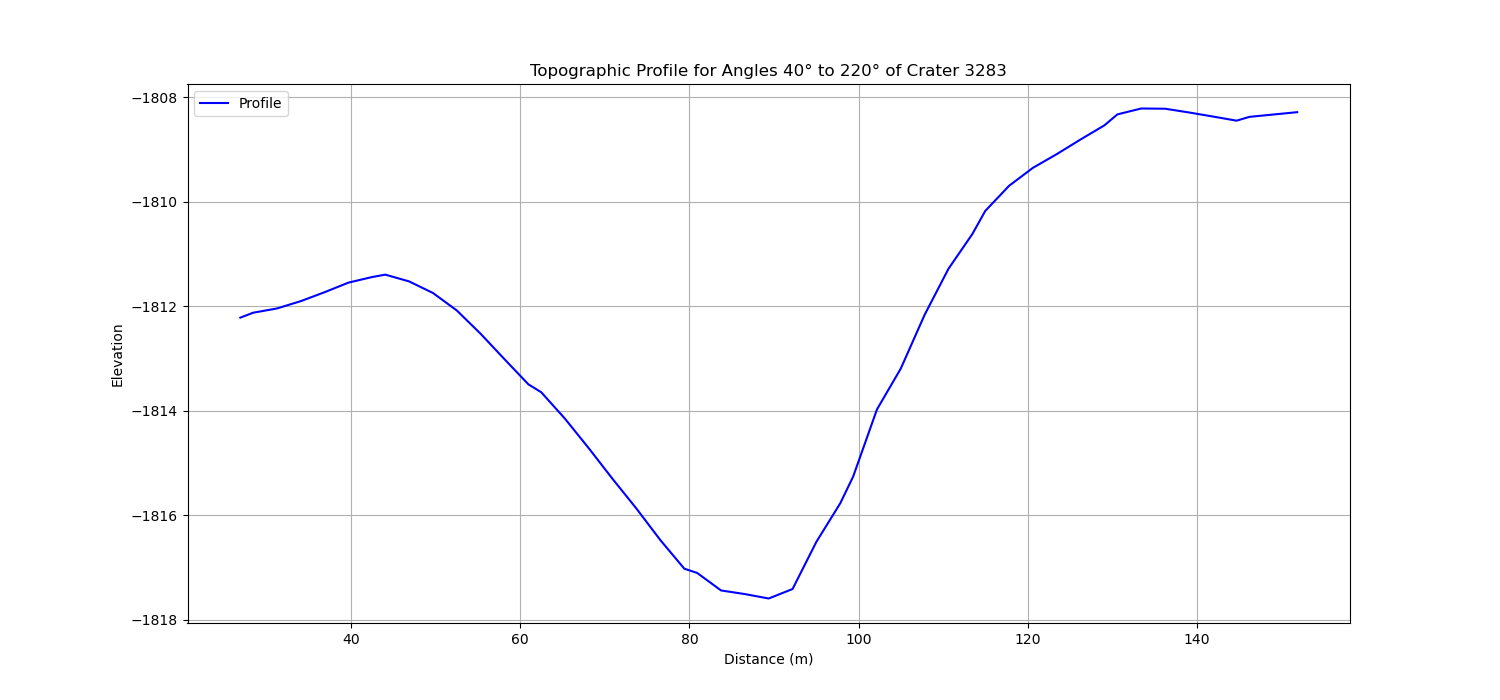 Topographic Profile for Angles 40° to 220° of Crater 3283
Profile
−1808
−1810
−1812
−1814
−1816
−1818
Elevation
40 60 80 100 120 140
Distance (m)